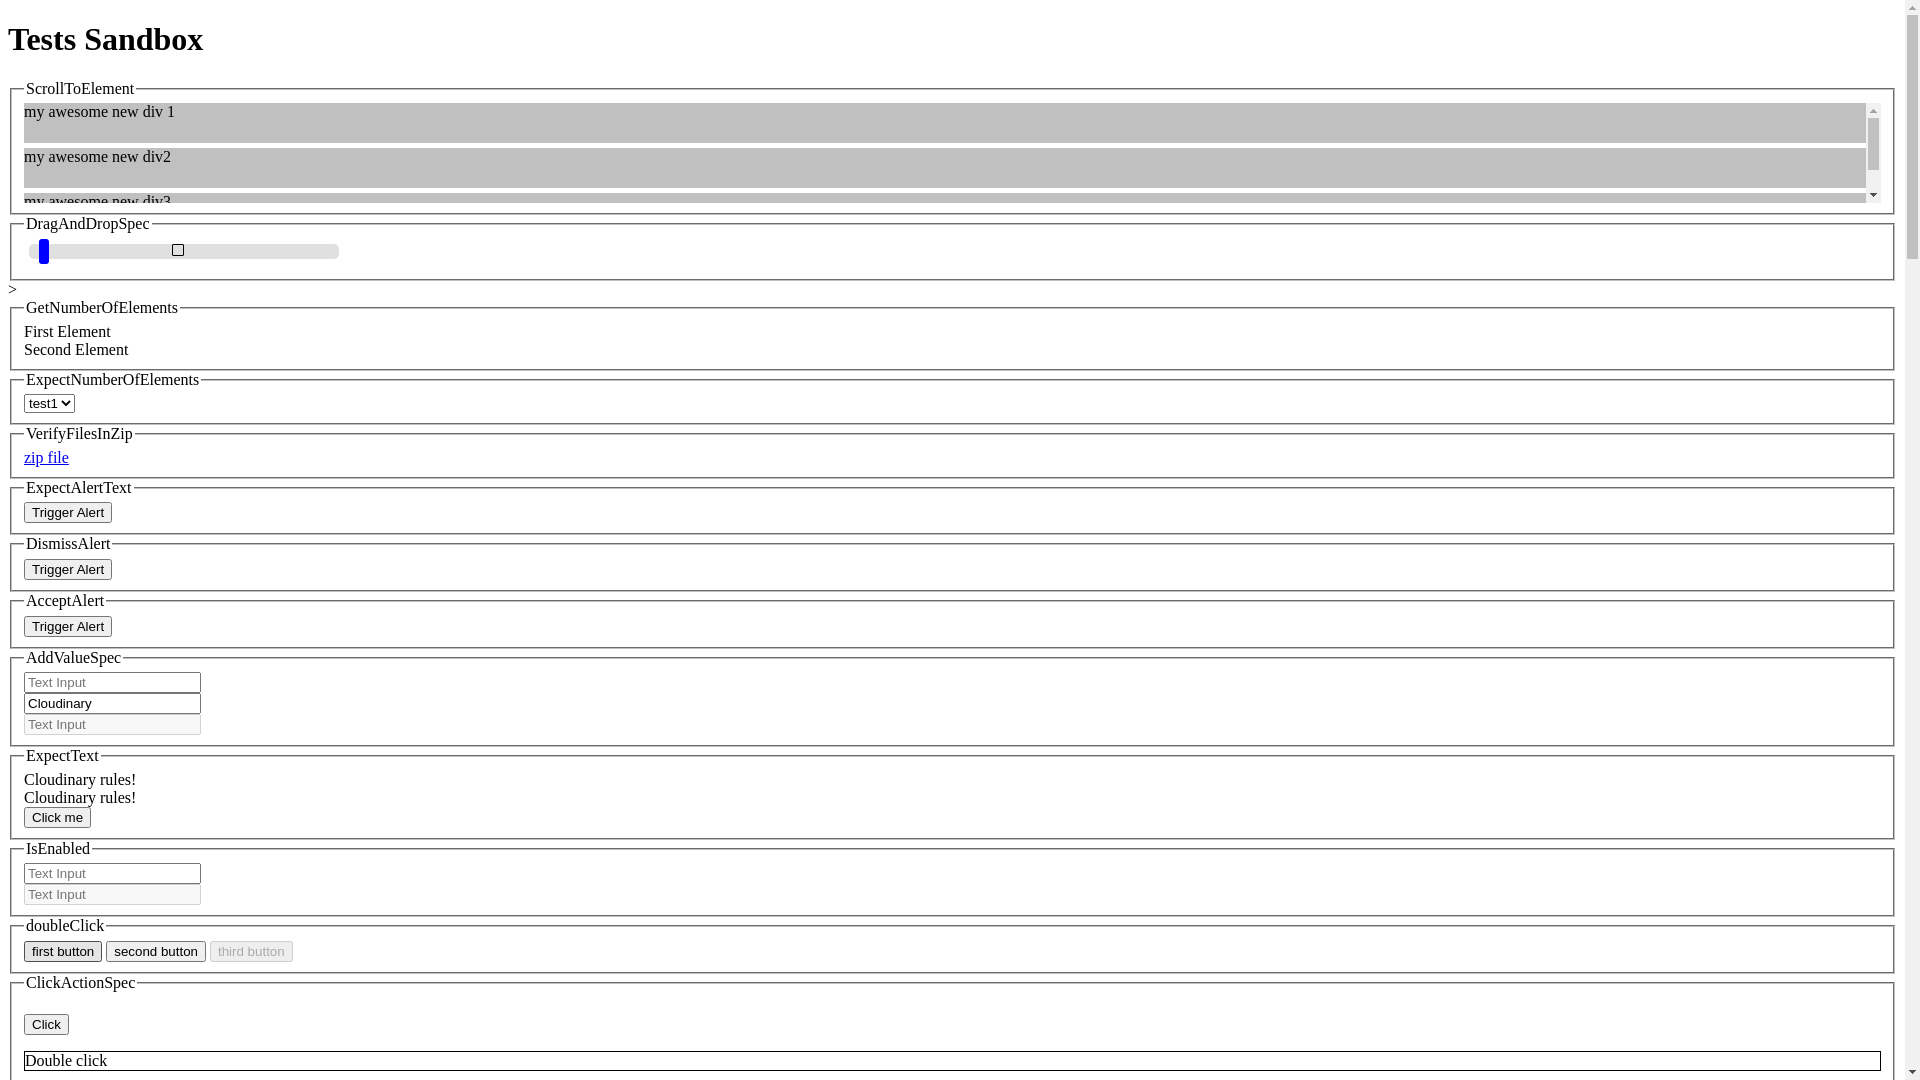 Tests Sandbox
ScrollToElement
my awesome new div 1
my awesome new div2
my awesome new div3
DragAndDropSpec
>
GetNumberOfElements
First Element
Second Element
ExpectNumberOfElements
test1
VerifyFilesInZip
zip file
ExpectAlertText
Trigger Alert
DismissAlert
Trigger Alert
AcceptAlert
Trigger Alert
AddValueSpec
Text Input
Cloudinary
Text Input
ExpectText
Cloudinary rules!
Cloudinary rules!
Click me
IsEnabled
Text Input
Text Input
doubleClick
first button second button third button
ClickActionSpec
Click
Double click